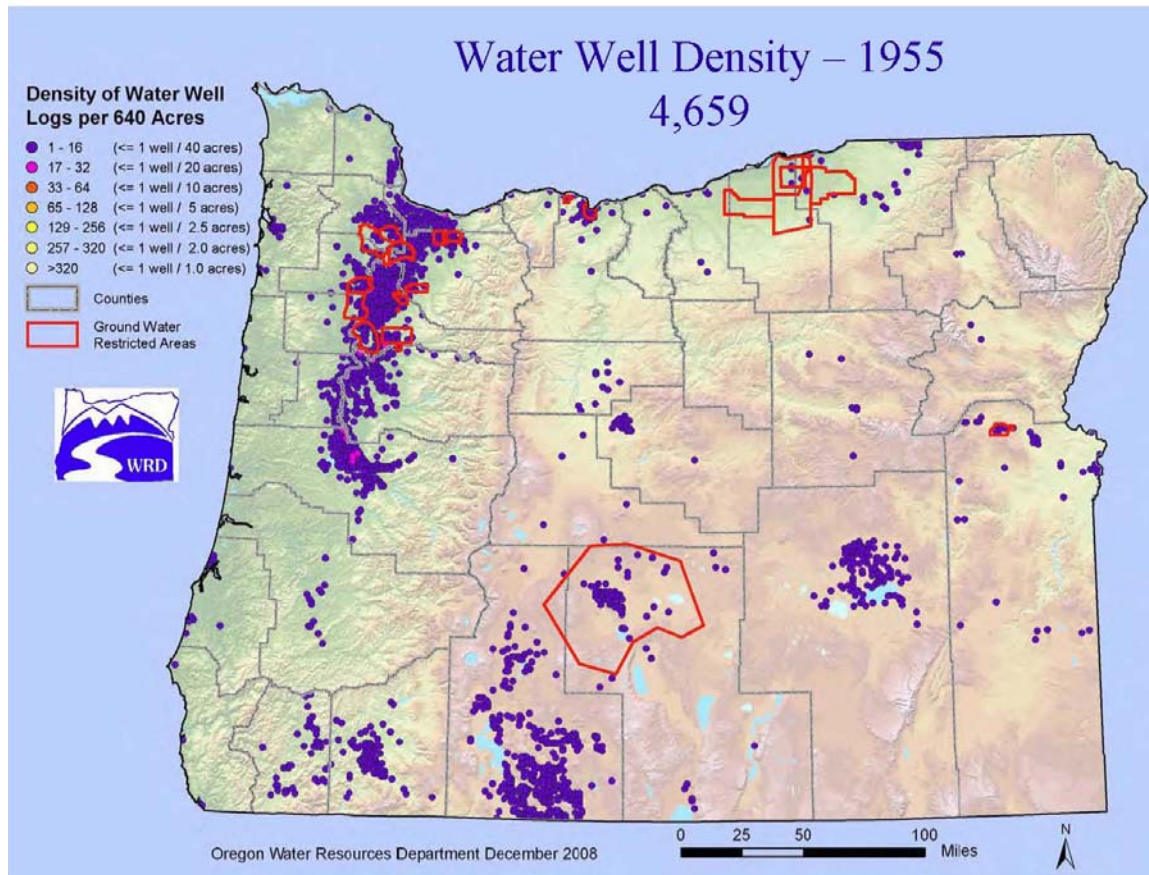 Water Well Density – 1955
4,659
Density of Water Well
Logs per 640 Acres
1 - 16 (<= 1 well / 40 acres)
17 - 32 (<= 1 well / 20 acres)
33 - 64 (<= 1 well / 10 acres)
65 - 128 (<= 1 well / 5 acres)
129 - 256 (<= 1 well / 2.5 acres)
257 - 320 (<= 1 well / 2.0 acres)
>320 (<= 1 well / 1.0 acres)
Counties
Ground Water
Restricted Areas
WRD
Oregon Water Resources Department December 2008
0 25 50 100
Miles
N